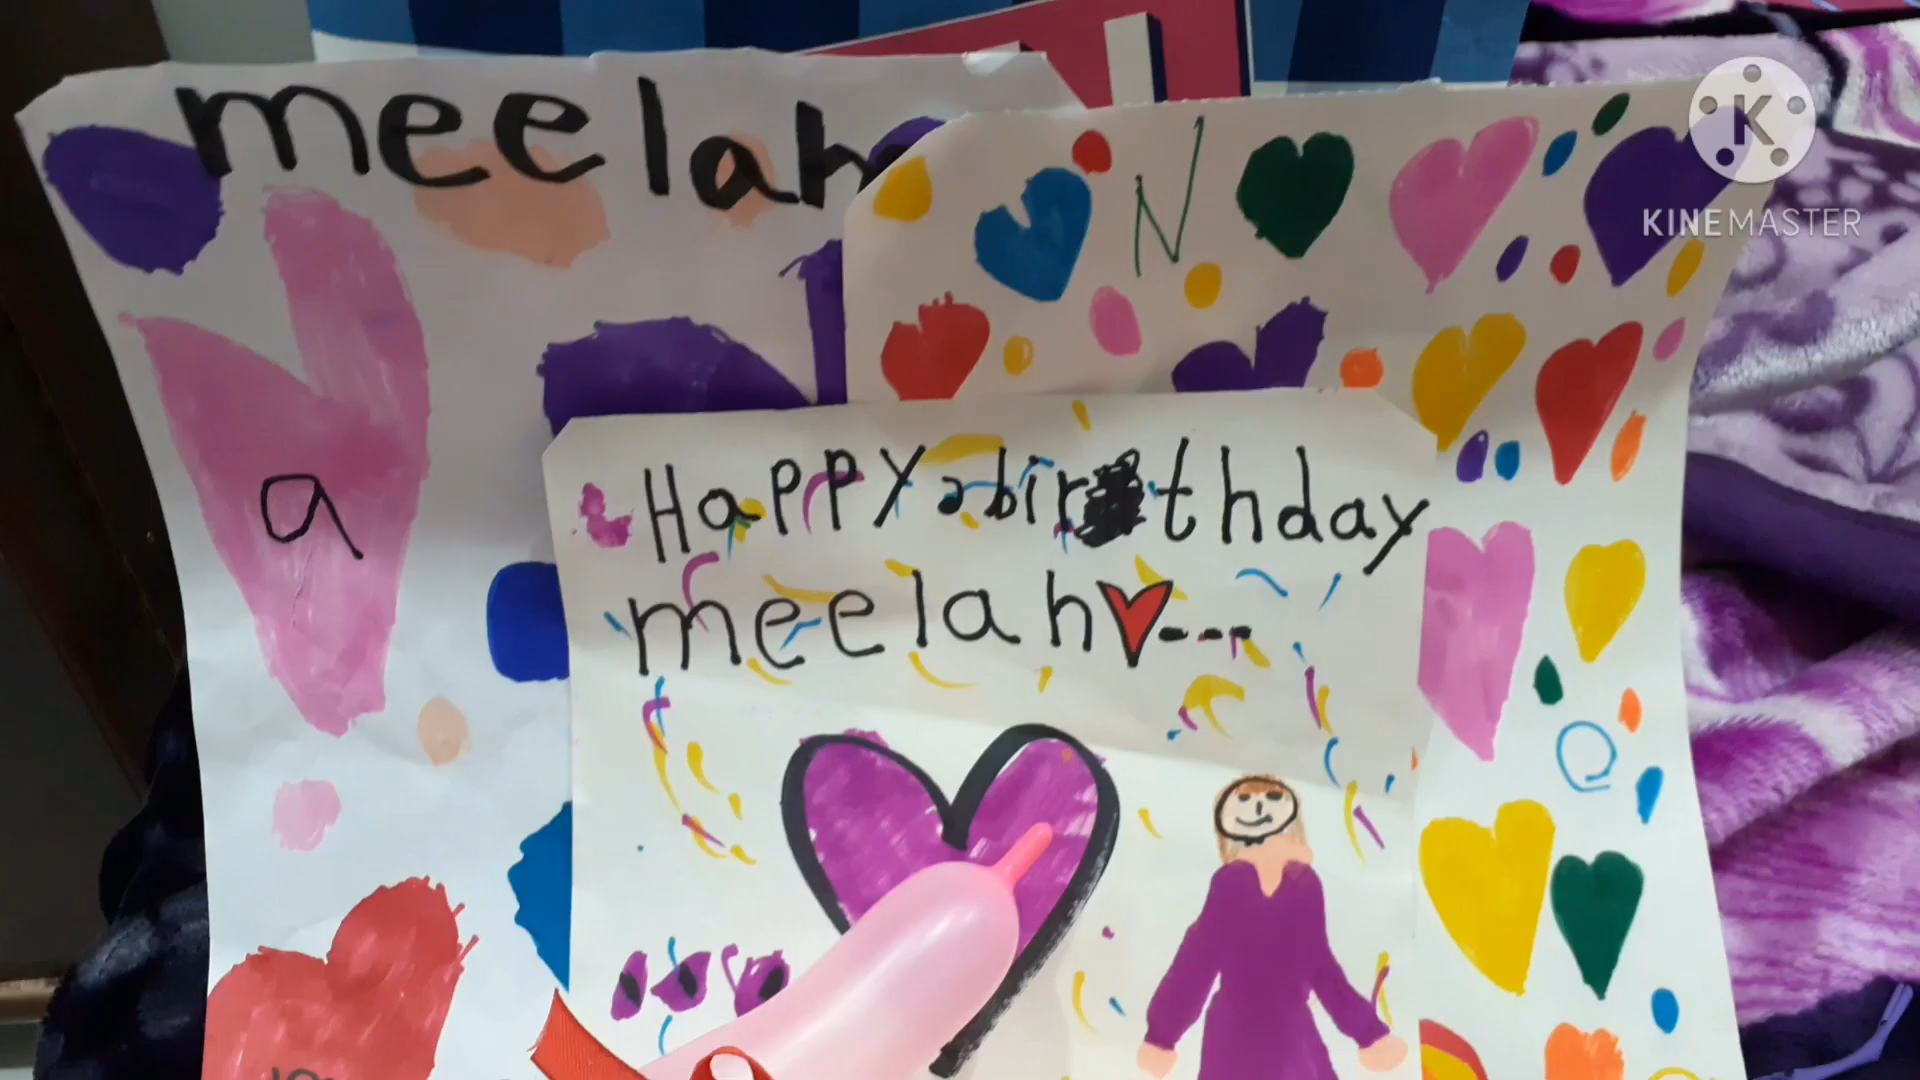 meelah
N
K
KINEMASTER
a
Happy birthday
meelah